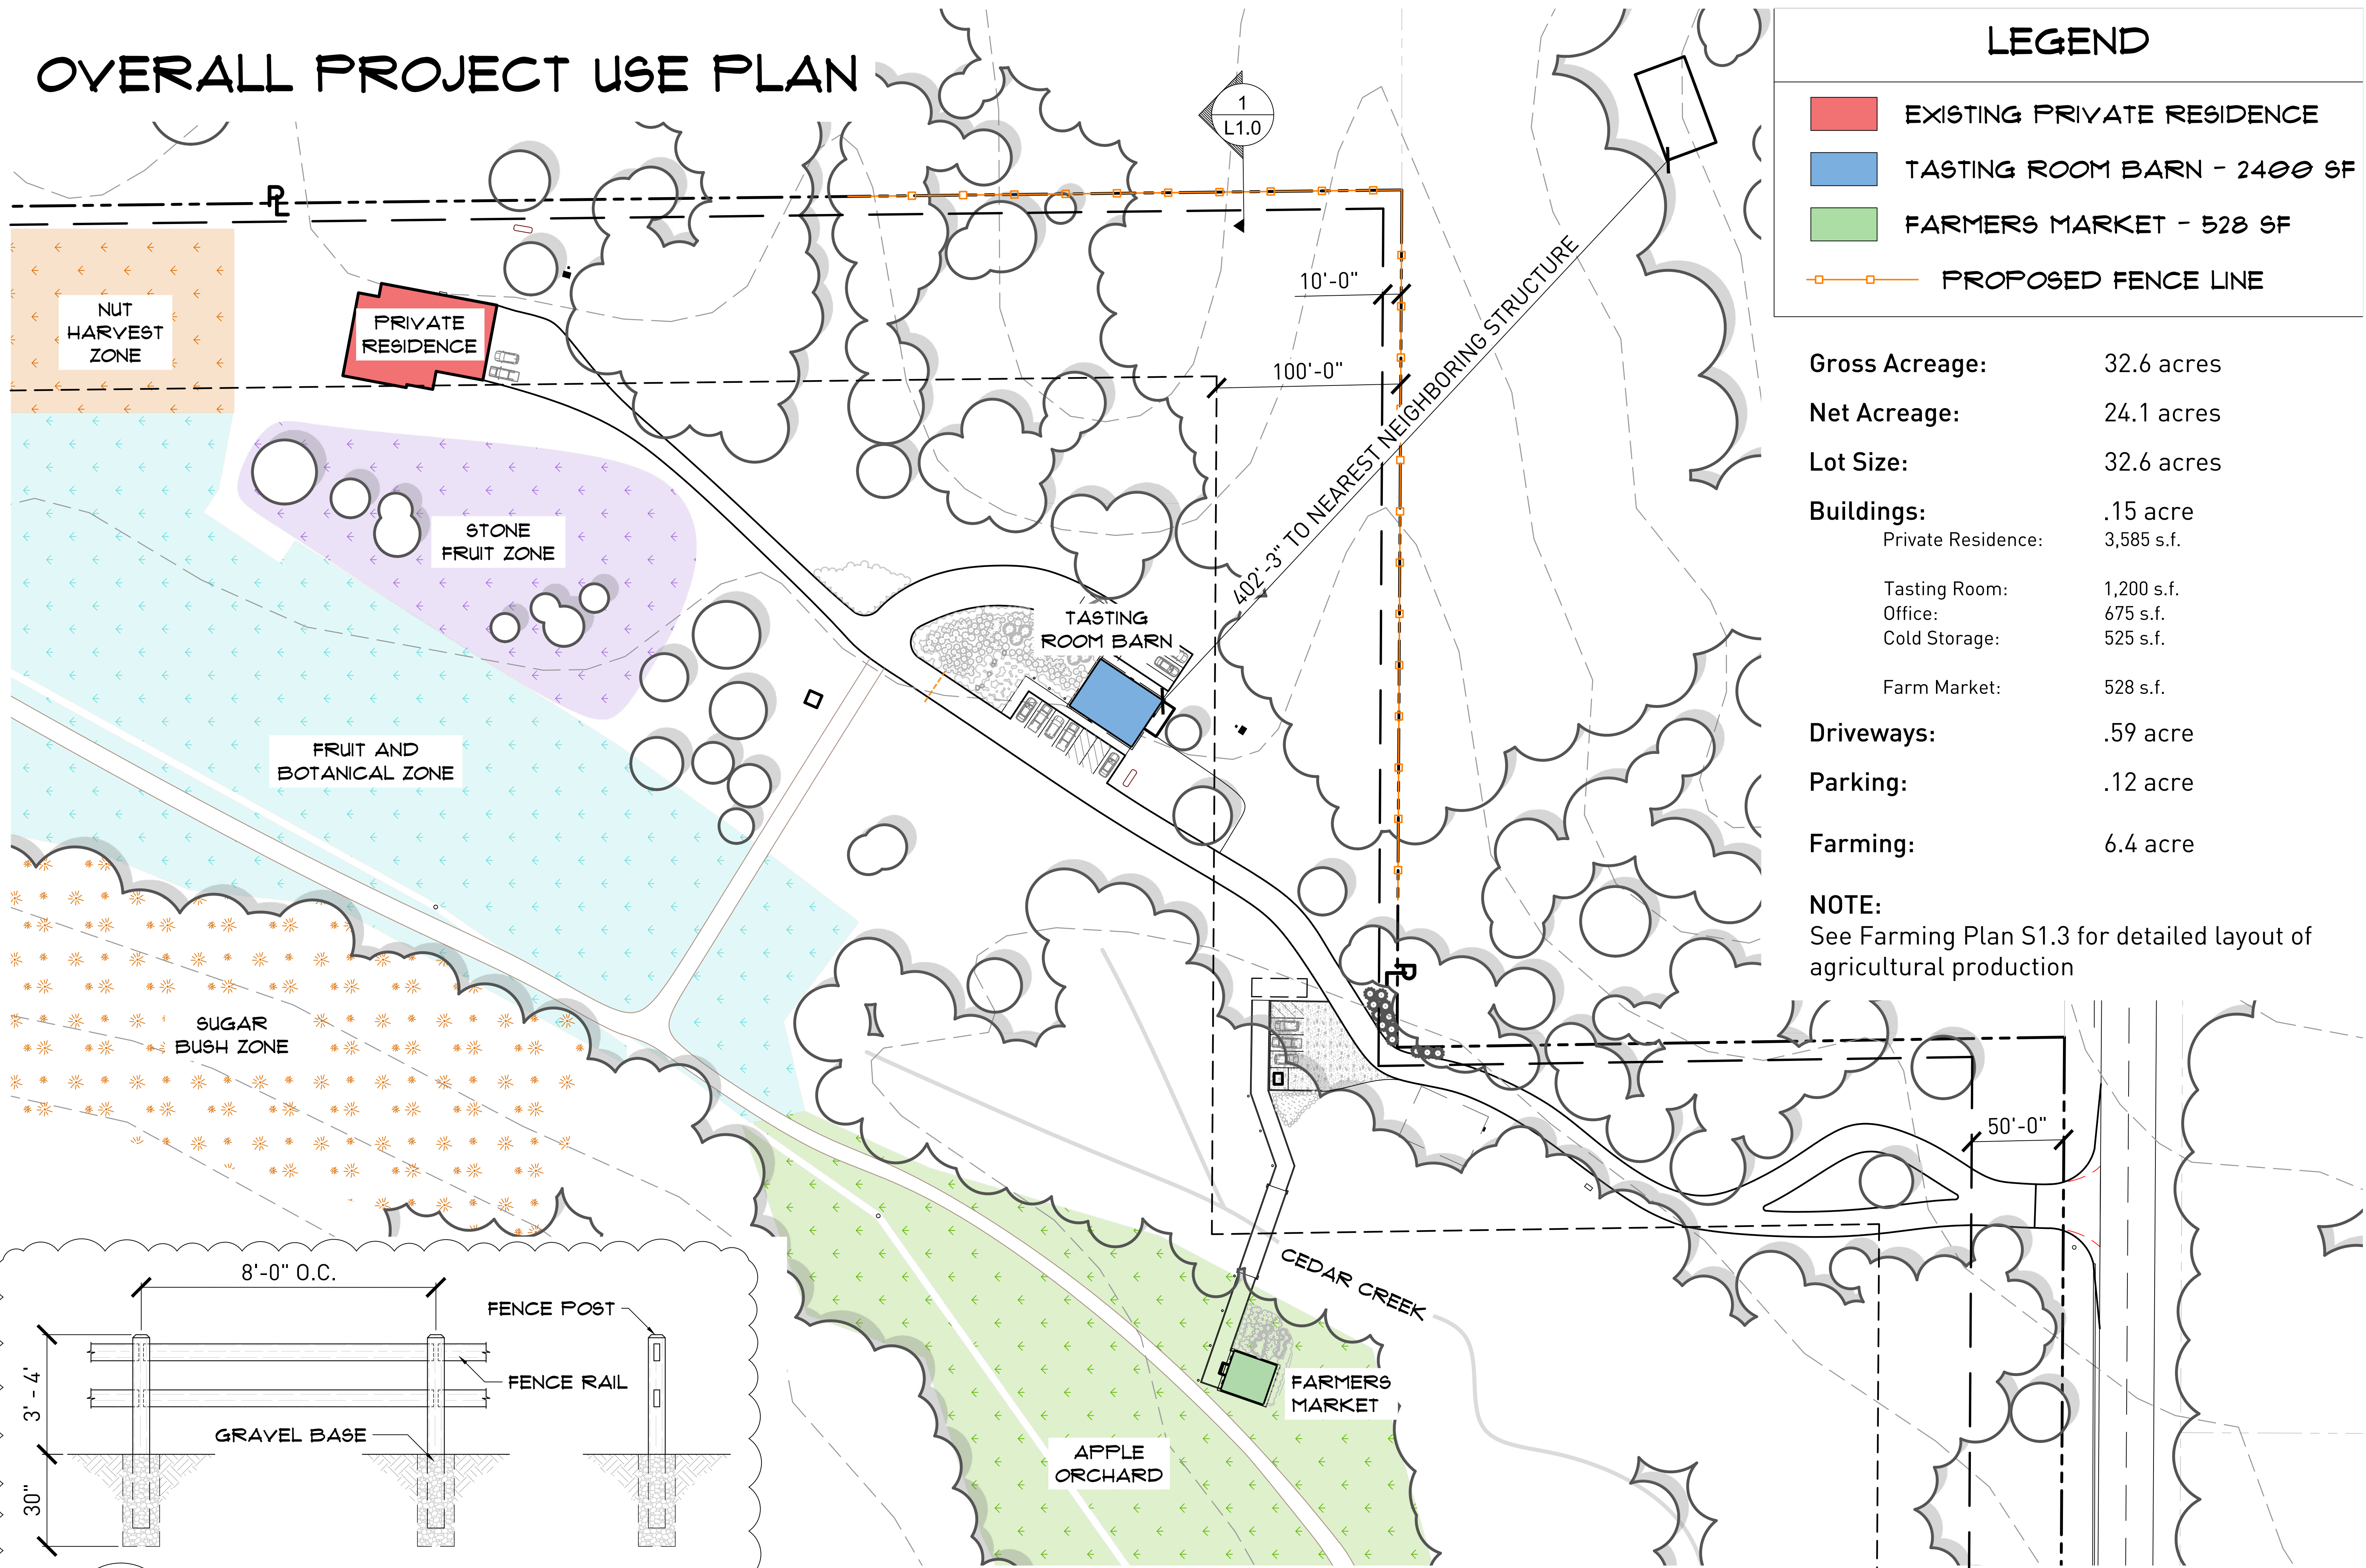 OVERALL PROJECT USE PLAN
LEGEND
EXISTING PRIVATE RESIDENCE
TASTING ROOM BARN - 2400 SF
FARMERS MARKET - 528 SF
PROPOSED FENCE LINE
Gross Acreage: 32.6 acres
Net Acreage: 24.1 acres
Lot Size: 32.6 acres
Buildings: .15 acre
Private Residence: 3,585 s.f.
Tasting Room: 1,200 s.f.
Office: 675 s.f.
Cold Storage: 525 s.f.
Farm Market: 528 s.f.
Driveways: .59 acre
Parking: .12 acre
Farming: 6.4 acre
NOTE:
See Farming Plan S1.3 for detailed layout of
agricultural production
1
L1.0
PL
NUT
HARVEST
ZONE
PRIVATE
RESIDENCE
10'-0"
100'-0"
402'-3" TO NEAREST NEIGHBORING STRUCTURE
STONE
FRUIT ZONE
TASTING
ROOM BARN
FRUIT AND
BOTANICAL ZONE
PL
SUGAR
BUSH ZONE
50'-0"
CEDAR CREEK
FARMERS
MARKET
APPLE
ORCHARD
8'-0" O.C.
FENCE POST
FENCE RAIL
GRAVEL BASE
3' - 4'
30"